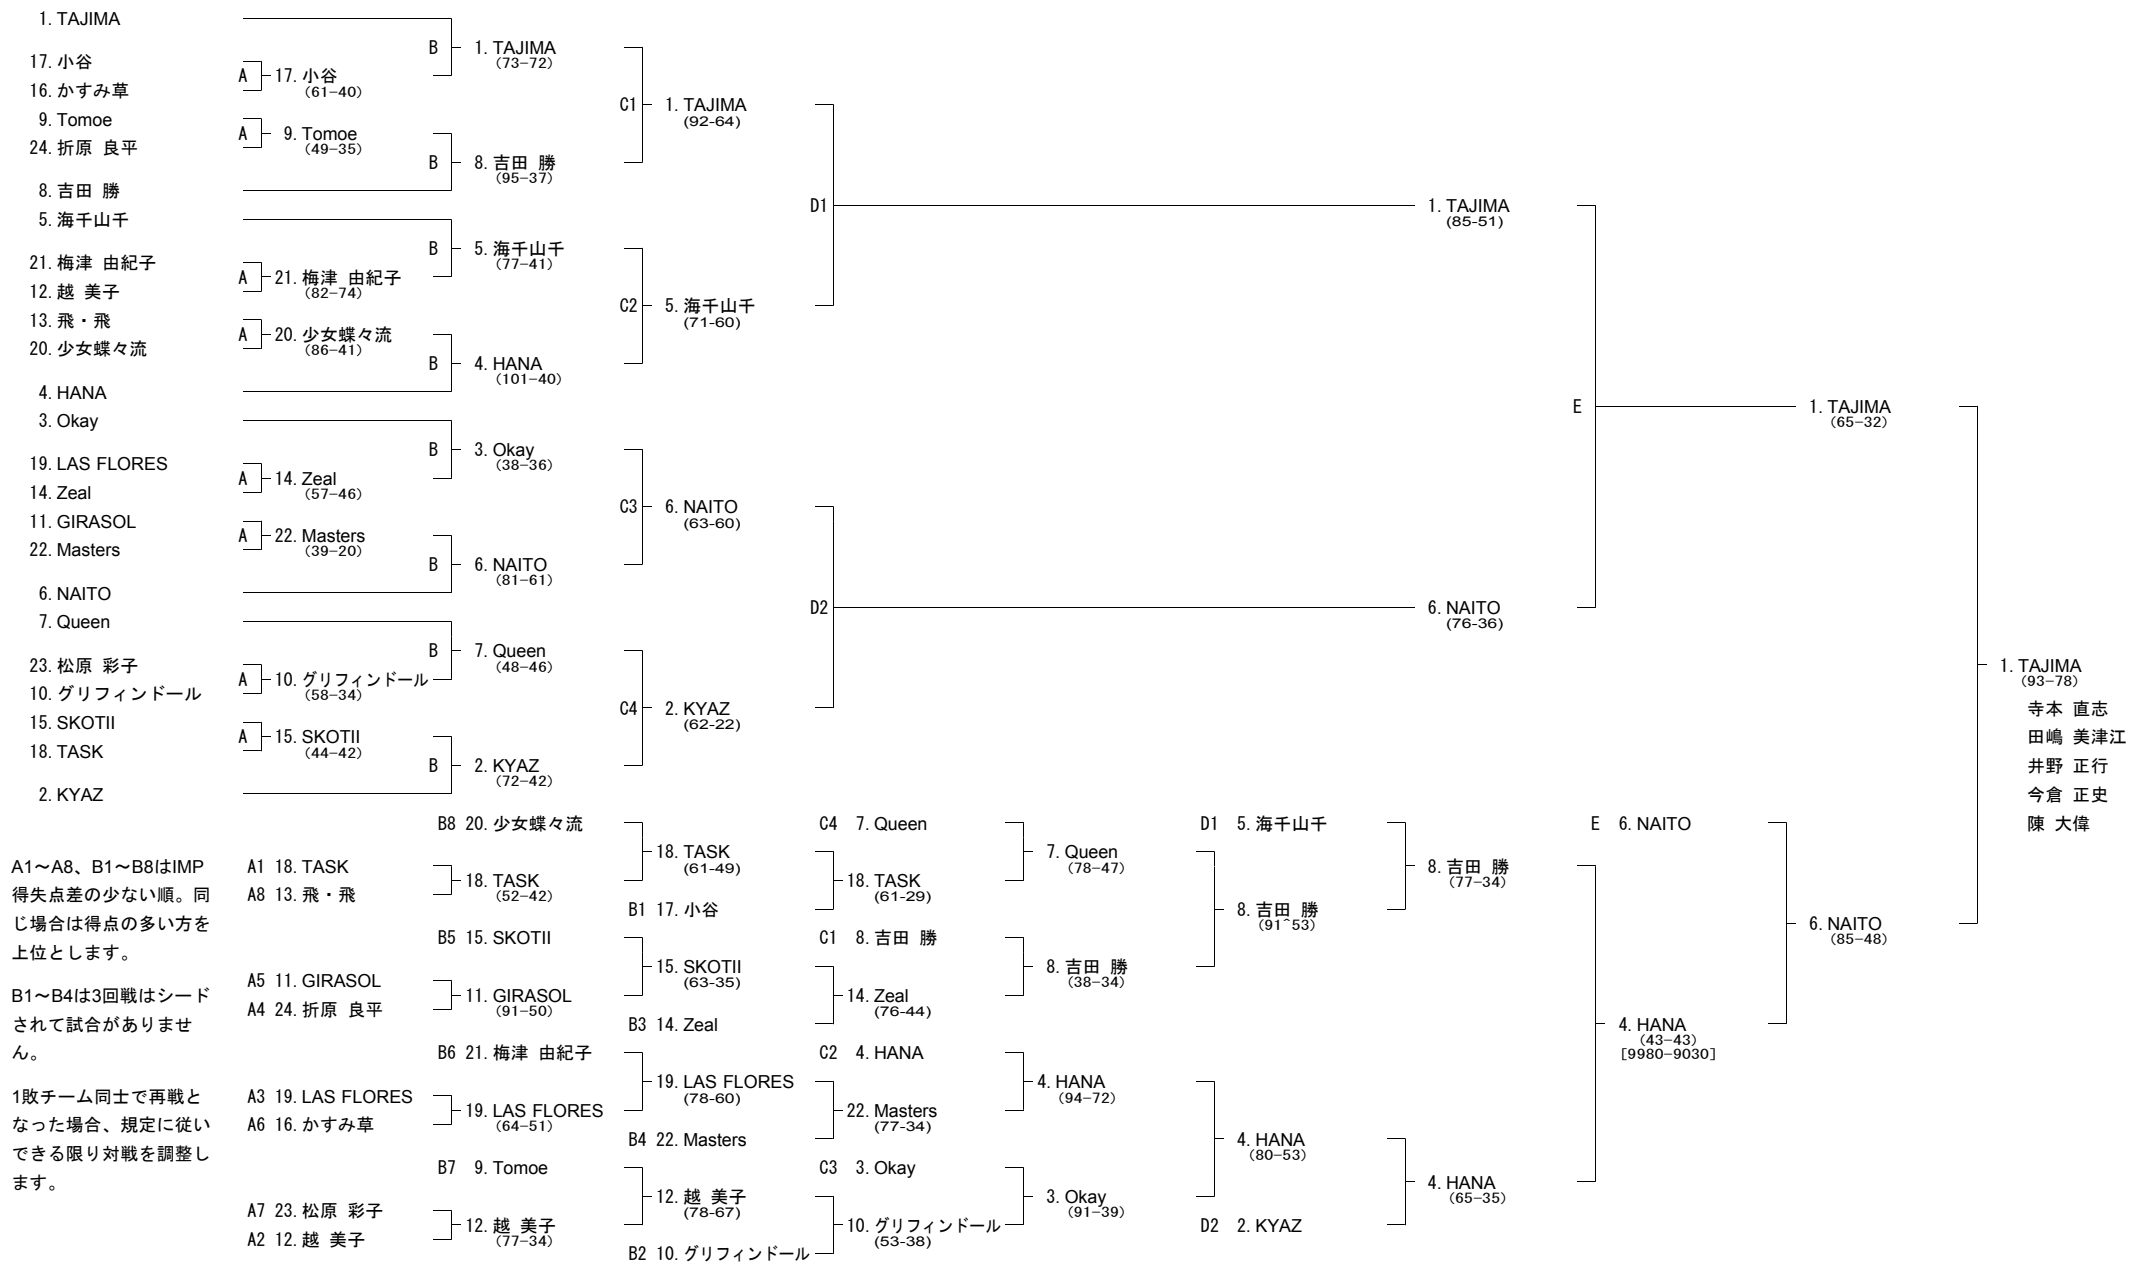 1. TAJIMA
17. 小谷
16. かすみ草
9. Tomoe
24. 折原 良平
8. 吉田 勝
5. 海千山千
21. 梅津 由紀子
12. 越 美子
13. 飛・飛
20. 少女蝶々流
4. HANA
3. Okay
19. LAS FLORES
14. Zeal
11. GIRASOL
22. Masters
6. NAITO
7. Queen
23. 松原 彩子
10. グリフィンドール
15. SKOTII
18. TASK
2. KYAZ
A 17. 小谷
(61-40)
A 9. Tomoe
(49-35)
A 21. 梅津 由紀子
(82-74)
A 20. 少女蝶々流
(86-41)
A 14. Zeal
(57-46)
A 22. Masters
(39-20)
A 10. グリフィンドール
(58-34)
A 15. SKOTII
(44-42)
B 1. TAJIMA
(73-72)
B 8. 吉田 勝
(95-37)
B 5. 海千山千
(77-41)
B 4. HANA
(101-40)
B 3. Okay
(38-36)
B 6. NAITO
(81-61)
B 7. Queen
(48-46)
B 2. KYAZ
(72-42)
C1 1. TAJIMA
(92-64)
C2 5. 海千山千
(71-60)
C3 6. NAITO
(63-60)
C4 2. KYAZ
(62-22)
D1 1. TAJIMA
(85-51)
D2 6. NAITO
(76-36)
E 1. TAJIMA
(65-32)
1. TAJIMA
(93-78)
寺本 直志
田嶋 美津江
井野 正行
今倉 正史
陳 大偉
A1～A8、B1～B8はIMP
得失点差の少ない順。同
じ場合は得点の多い方を
上位とします。
B1～B4は3回戦はシード
されて試合がありませ
ん。
1敗チーム同士で再戦と
なった場合、規定に従い
できる限り対戦を調整し
ます。
A1 18. TASK
A8 13. 飛・飛
A5 11. GIRASOL
A4 24. 折原 良平
A3 19. LAS FLORES
A6 16. かすみ草
A7 23. 松原 彩子
A2 12. 越 美子
B8 20. 少女蝶々流
18. TASK
(52-42)
B5 15. SKOTII
11. GIRASOL
(91-50)
B6 21. 梅津 由紀子
19. LAS FLORES
(64-51)
B7 9. Tomoe
12. 越 美子
(77-34)
18. TASK
(61-49)
B1 17. 小谷
15. SKOTII
(63-35)
B3 14. Zeal
19. LAS FLORES
(78-60)
B4 22. Masters
12. 越 美子
(78-67)
B2 10. グリフィンドール
C4 7. Queen
18. TASK
(61-29)
C1 8. 吉田 勝
14. Zeal
(76-44)
C2 4. HANA
22. Masters
(77-34)
C3 3. Okay
10. グリフィンドール
(53-38)
7. Queen
(78-47)
8. 吉田 勝
(38-34)
4. HANA
(94-72)
3. Okay
(91-39)
D1 5. 海千山千
8. 吉田 勝
(91^53)
4. HANA
(80-53)
D2 2. KYAZ
8. 吉田 勝
(77-34)
4. HANA
(65-35)
E 6. NAITO
4. HANA
(43-43)
[9980-9030]
6. NAITO
(85-48)